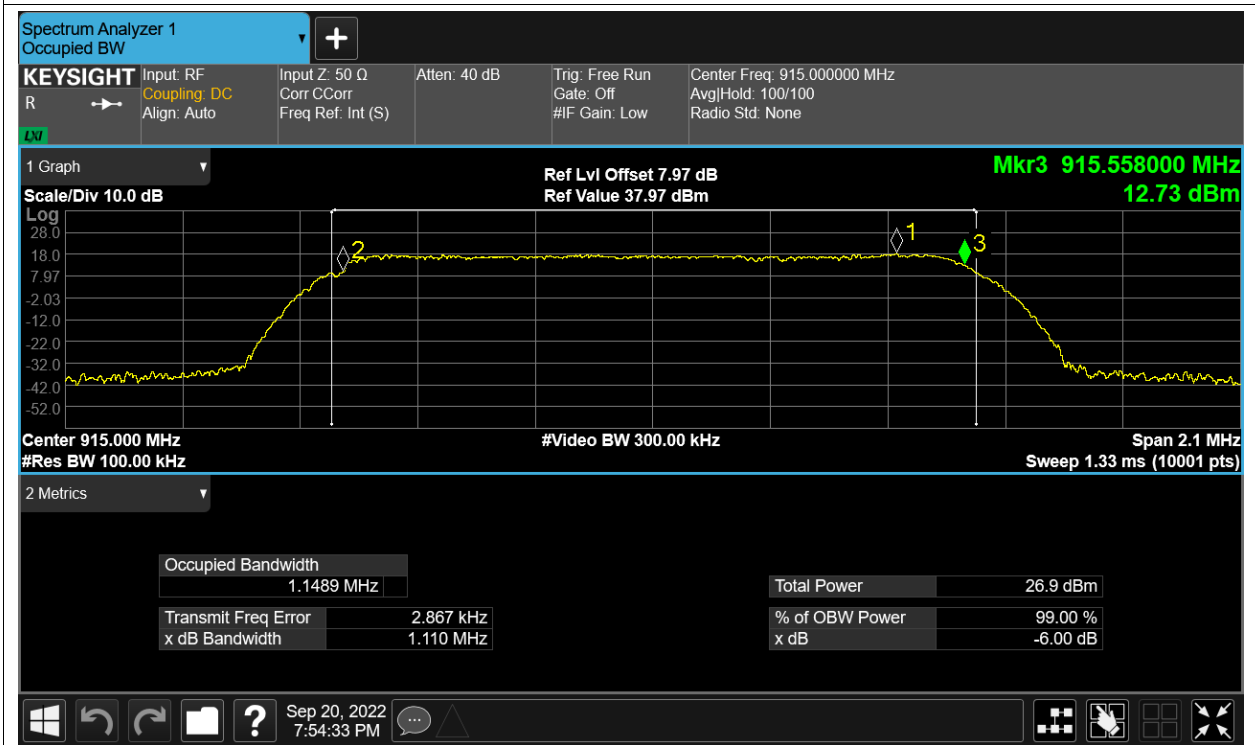 Spectrum Analyzer 1
Occupied BW
KEYSIGHT Input: RF Input Z: 50 Ω Atten: 40 dB Trig: Free Run Center Freq: 915.000000 MHz
R Coupling: DC Corr CCorr Gate: Off Avg|Hold: 100/100
Align: Auto Freq Ref: Int (S) #IF Gain: Low Radio Std: None
LXI
1 Graph Ref Lvl Offset 7.97 dB Mkr3 915.558000 MHz
Scale/Div 10.0 dB Ref Value 37.97 dBm 12.73 dBm
Log
28.0
1
2
3
18.0
7.97
-2.03
-12.0
-22.0
-32.0
-42.0
-52.0
Center 915.000 MHz #Video BW 300.00 kHz Span 2.1 MHz
#Res BW 100.00 kHz Sweep 1.33 ms (10001 pts)
2 Metrics
Occupied Bandwidth
1.1489 MHz Total Power 26.9 dBm
Transmit Freq Error 2.867 kHz % of OBW Power 99.00 %
x dB Bandwidth 1.110 MHz x dB -6.00 dB
? Sep 20, 2022
7:54:33 PM